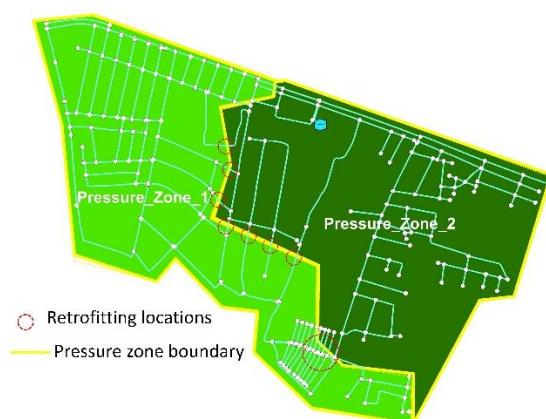 Pressure_Zone_1
Pressure_Zone_2
Retrofitting locations
Pressure zone boundary